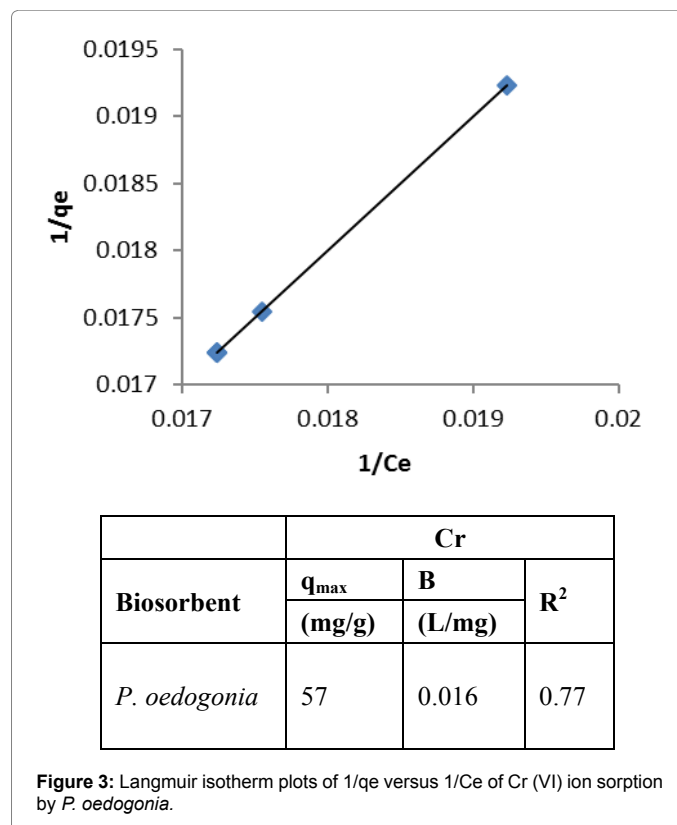 0.0195
0.019
0.0185
0.018
0.0175
0.017
1/qe
0.017 0.018 0.019 0.02
1/Ce
Cr
Biosorbent q_max B R²
(mg/g) (L/mg)
P. oedogonia 57 0.016 0.77
Figure 3: Langmuir isotherm plots of 1/qe versus 1/Ce of Cr (VI) ion sorption
by P. oedogonia.